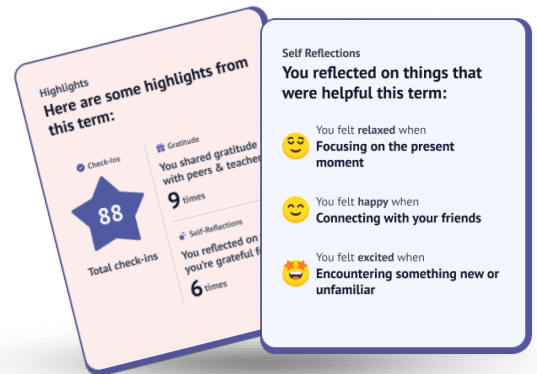 Highlights
Here are some highlights from
this term:
Check-ins
88
Total check-ins
Gratitude
You shared gratitude
with peers & teacher
9 times
Self-Reflections
You reflected on
you're grateful
6 times
Self Reflections
You reflected on things that
were helpful this term:
You felt relaxed when
Focusing on the present
moment
You felt happy when
Connecting with your friends
You felt excited when
Encountering something new or
unfamiliar